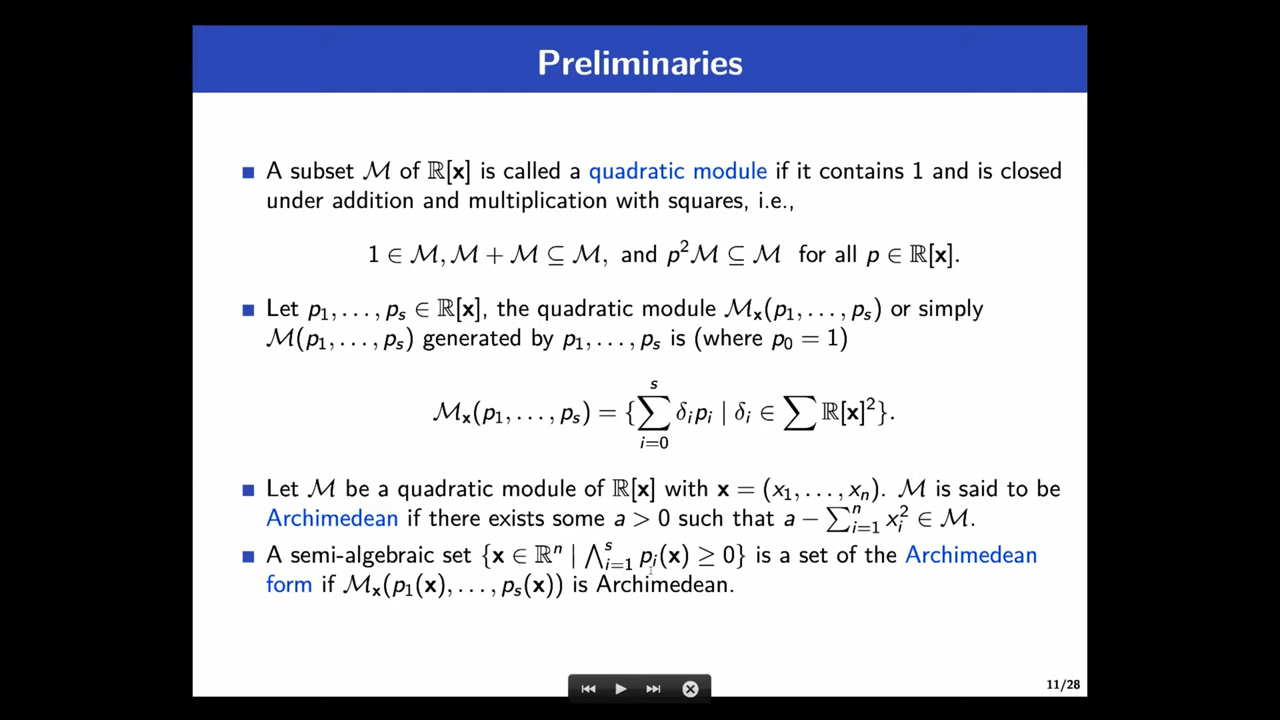 Preliminaries
A subset ℳ of ℝ[x] is called a quadratic module if it contains 1 and is closed
under addition and multiplication with squares, i.e.,
1 ∈ ℳ, ℳ + ℳ ⊆ ℳ, and p²ℳ ⊆ ℳ for all p ∈ ℝ[x].
Let p₁, . . . , pₛ ∈ ℝ[x], the quadratic module ℳₓ(p₁, . . . , pₛ) or simply
ℳ(p₁, . . . , pₛ) generated by p₁, . . . , pₛ is (where p₀ = 1)
ℳₓ(p₁, . . . , pₛ) = {∑_{i=0}^{s} δᵢpᵢ | δᵢ ∈ ∑ ℝ[x]²}.
Let ℳ be a quadratic module of ℝ[x] with x = (x₁, . . . , xₙ). ℳ is said to be
Archimedean if there exists some a > 0 such that a − ∑_{i=1}^{n} xᵢ² ∈ ℳ.
A semi-algebraic set {x ∈ ℝⁿ | ⋀_{i=1}^{s} pᵢ(x) ≥ 0} is a set of the Archimedean
form if ℳₓ(p₁(x), . . . , pₛ(x)) is Archimedean.
11/28